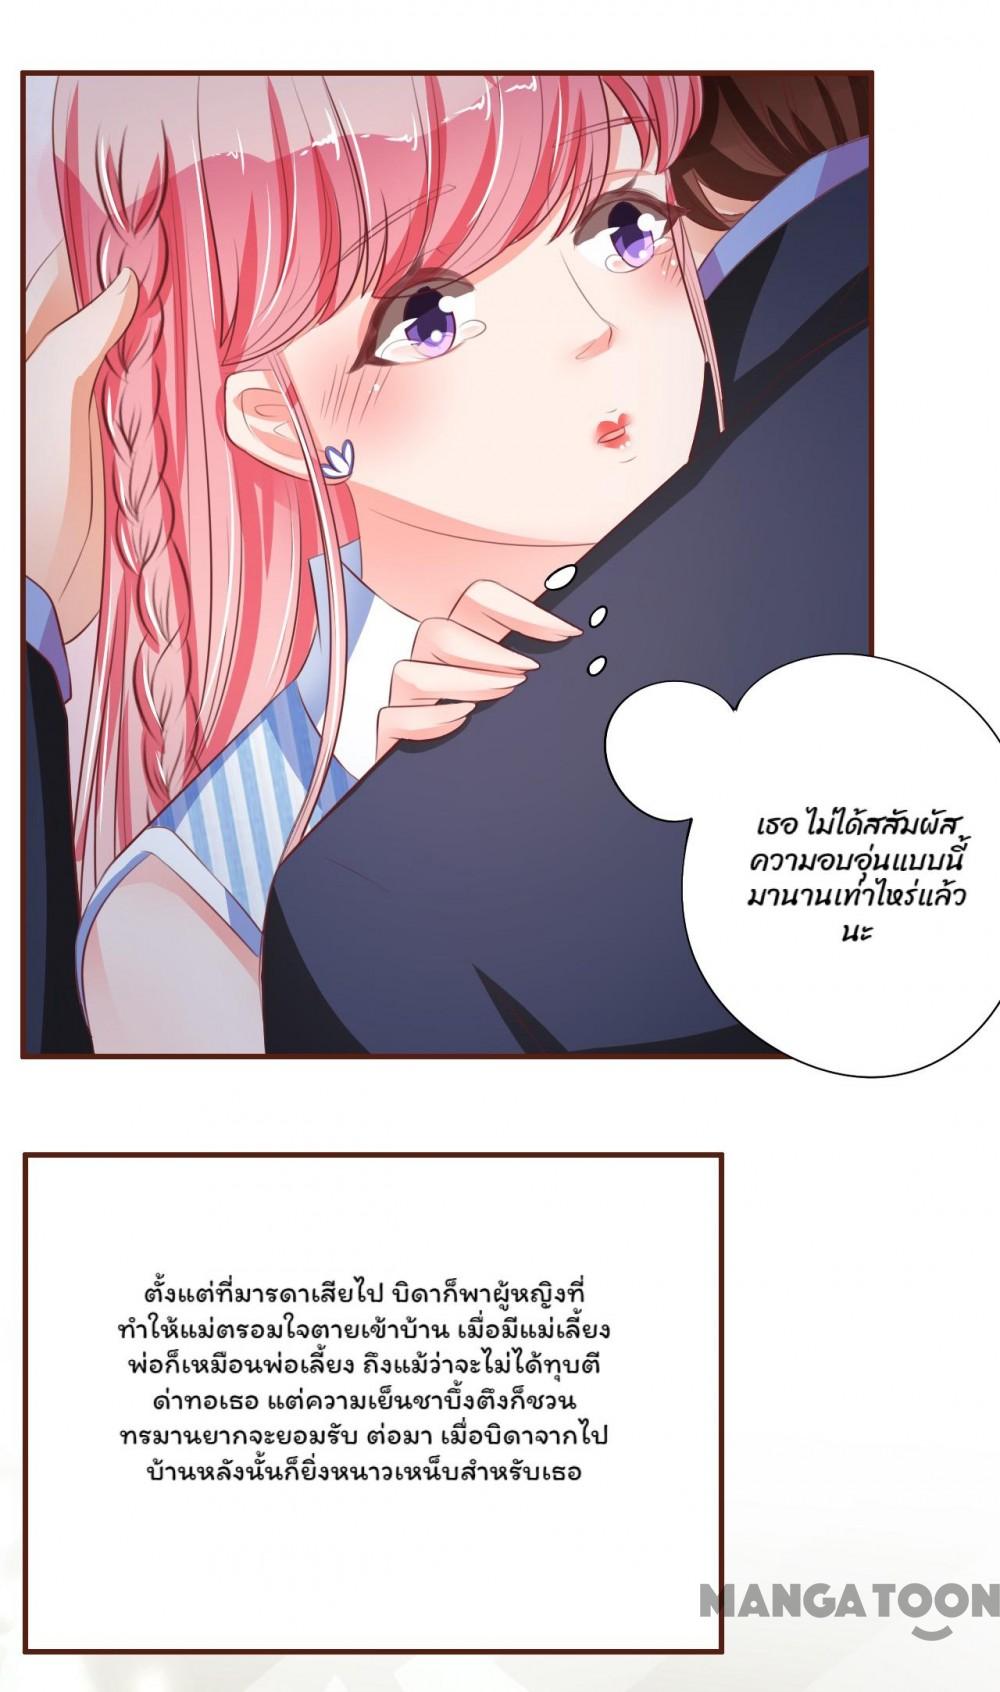 เธอ ไม่ได้สสัมผัส
ความอบอุ่นแบบนี้
มานานเท่าไหร่แล้ว
นะ
ตั้งแต่ที่มารดาเสียไป บิดาก็พาผู้หญิงที่
ทำให้แม่ตรอมใจตายเข้าบ้าน เมื่อมีแม่เลี้ยง
พ่อก็เหมือนพ่อเลี้ยง ถึงแม้ว่าจะไม่ได้ทุบตี
ด่าทอเธอ แต่ความเย็นชาบึ้งตึงก็ชวน
ทรมานยากจะยอมรับ ต่อมา เมื่อบิดาจากไป
บ้านหลังนั้นก็ยิ่งหนาวเหน็บสำหรับเธอ
MANGATOON